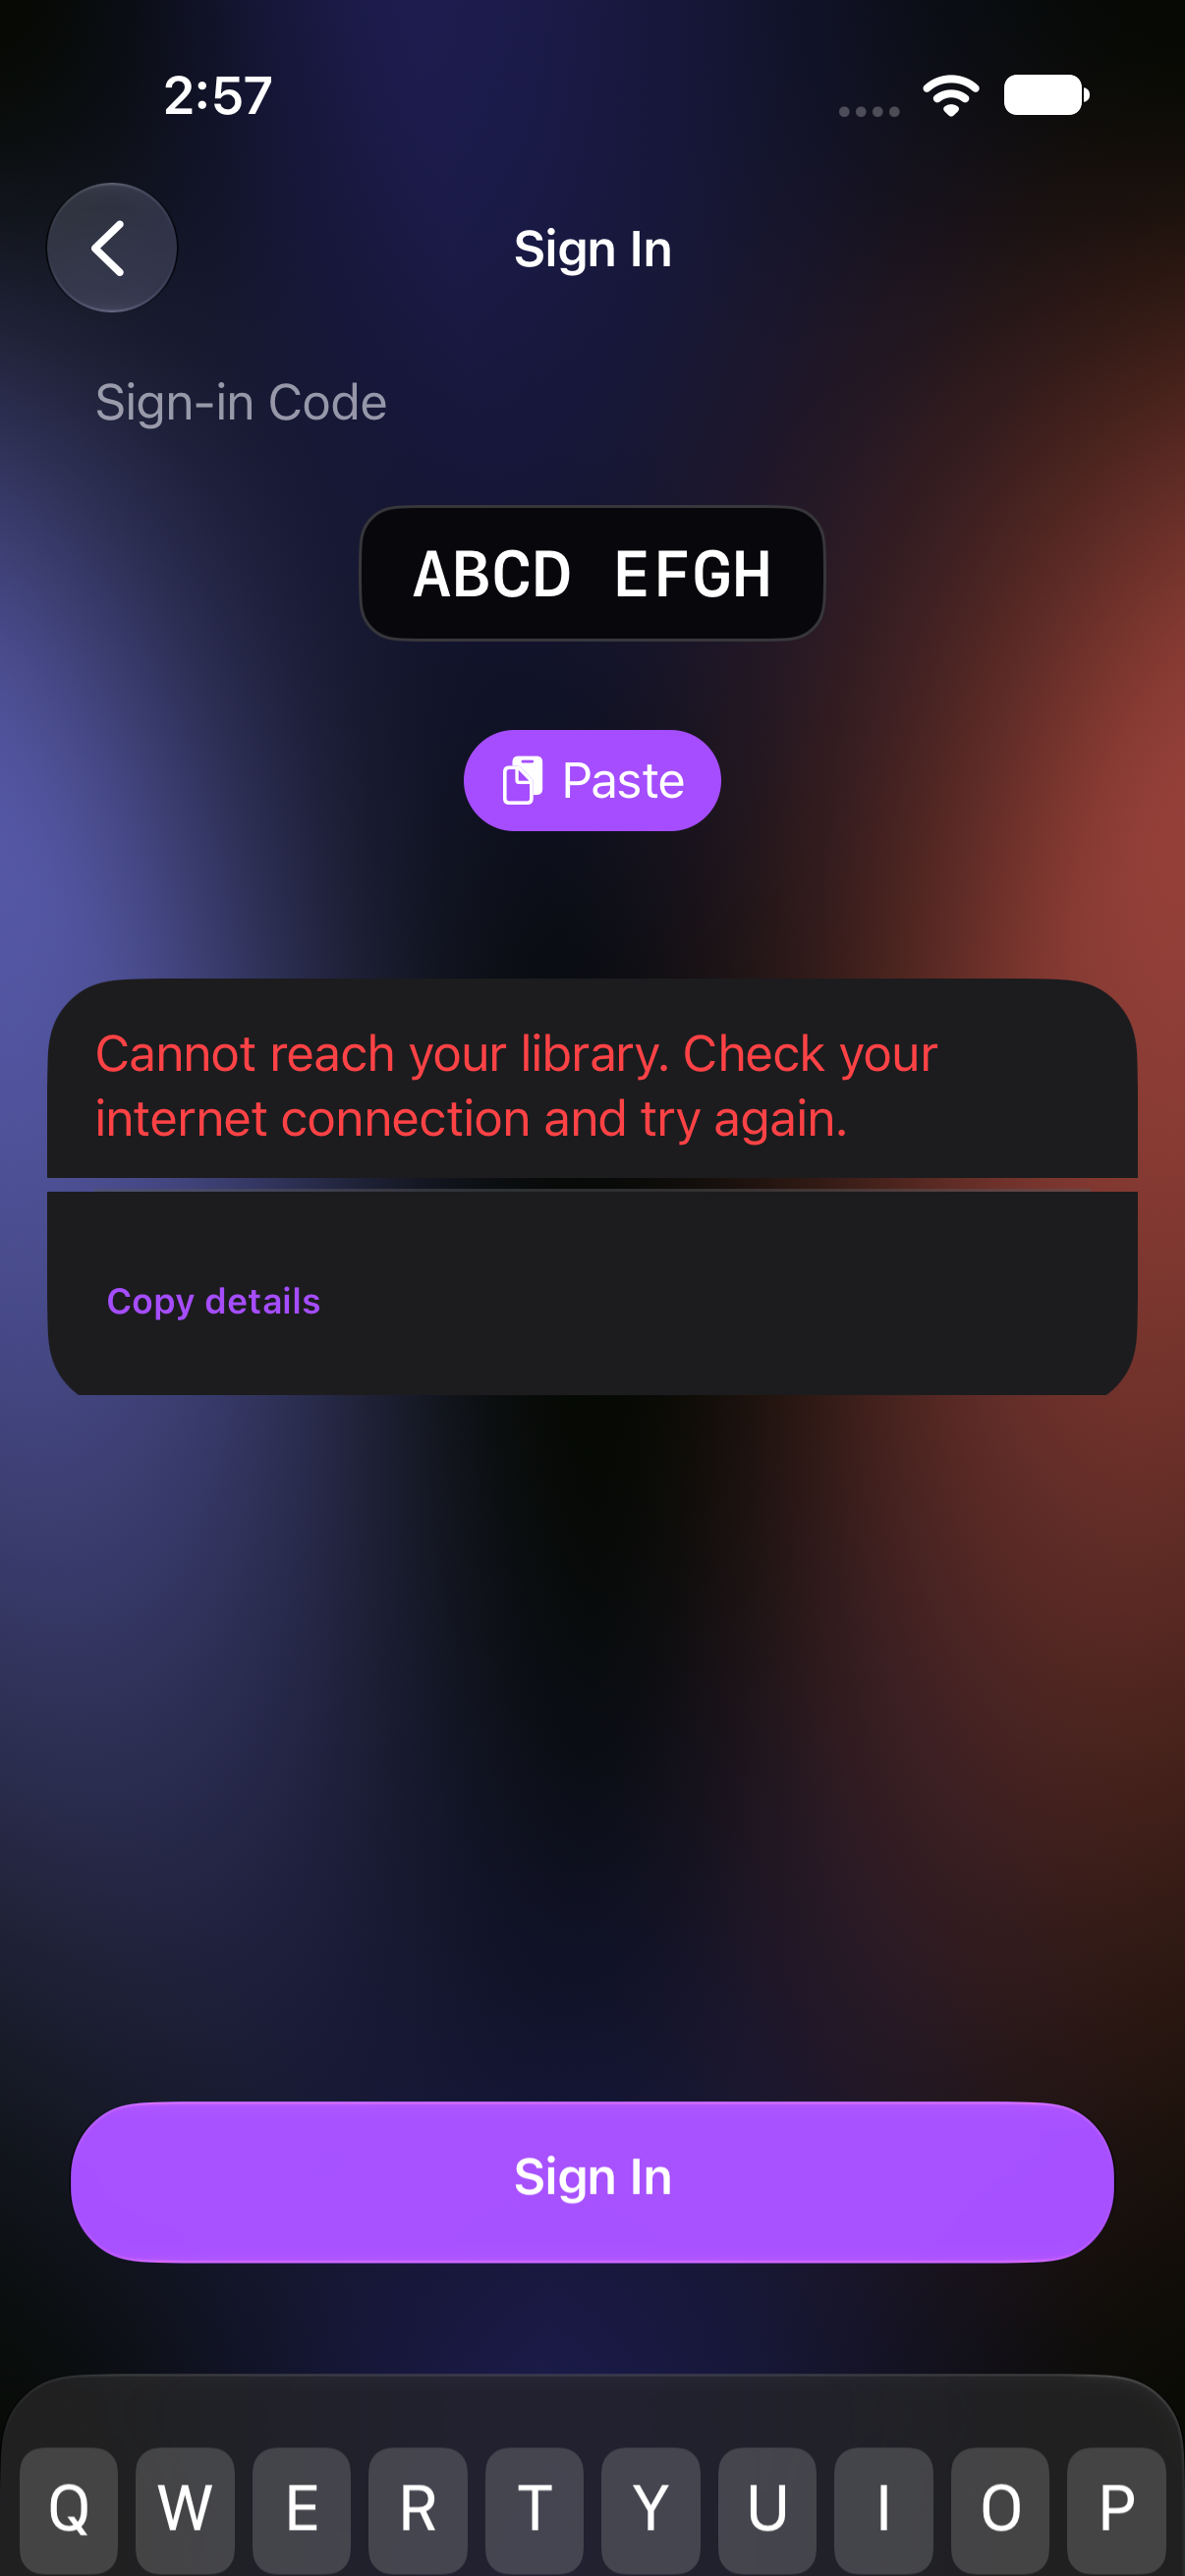 2:57
Sign In
Sign-in Code
ABCD EFGH
Paste
Cannot reach your library. Check your
internet connection and try again.
Copy details
Sign In
Q W E R T Y U I O P